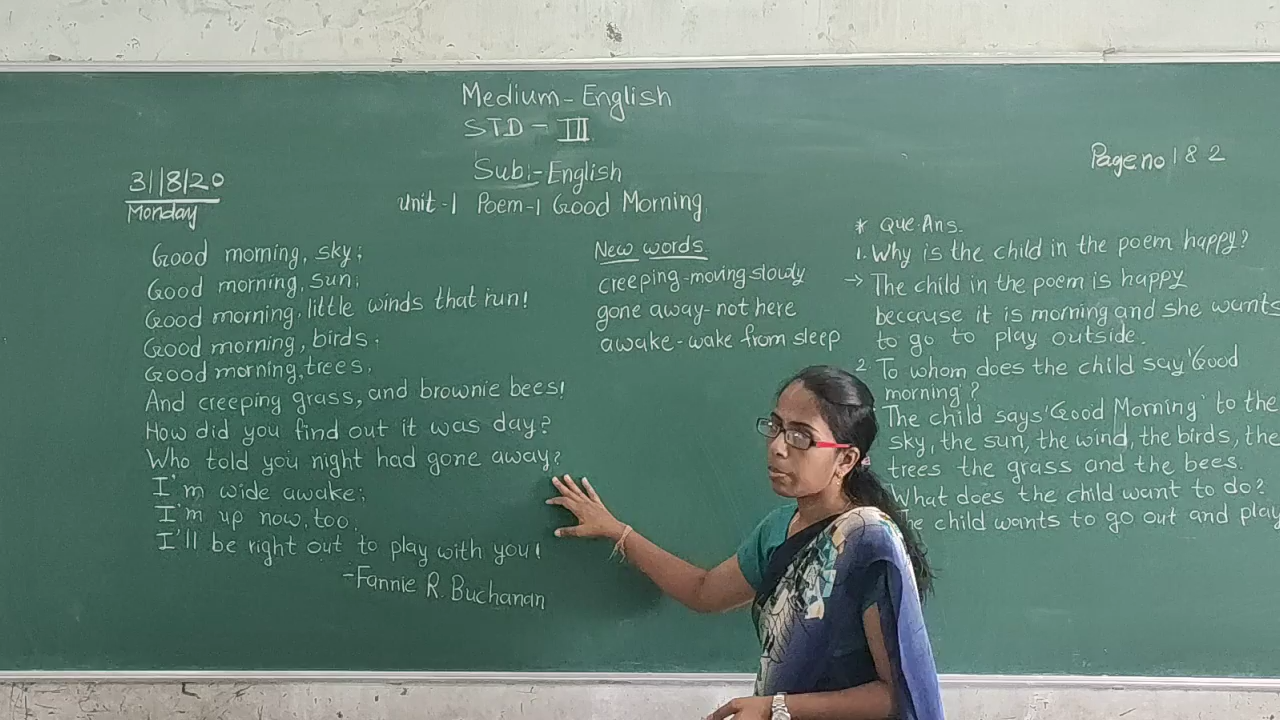 Medium - English
STD - III
Sub:- English
Unit - 1 Poem - 1 Good Morning
Page no 1 & 2
31/8/20
Monday
Good morning, sky;
Good morning, sun;
Good morning, little winds that run!
Good morning, birds;
Good morning, trees,
And creeping grass, and brownie bees!
How did you find out it was day?
Who told you night had gone away?
I'm wide awake;
I'm up now, too.
I'll be right out to play with you!
- Fannie R. Buchanan
New words
creeping - moving slowly
gone away - not here
awake - wake from sleep
* Que. Ans.
1. Why is the child in the poem happy?
→ The child in the poem is happy
because it is morning and she wants
to go to play outside.
2 To whom does the child say 'Good
morning'?
The child says 'Good Morning' to the
sky, the sun, the wind, the birds, the
trees the grass and the bees.
What does the child want to do?
The child wants to go out and play